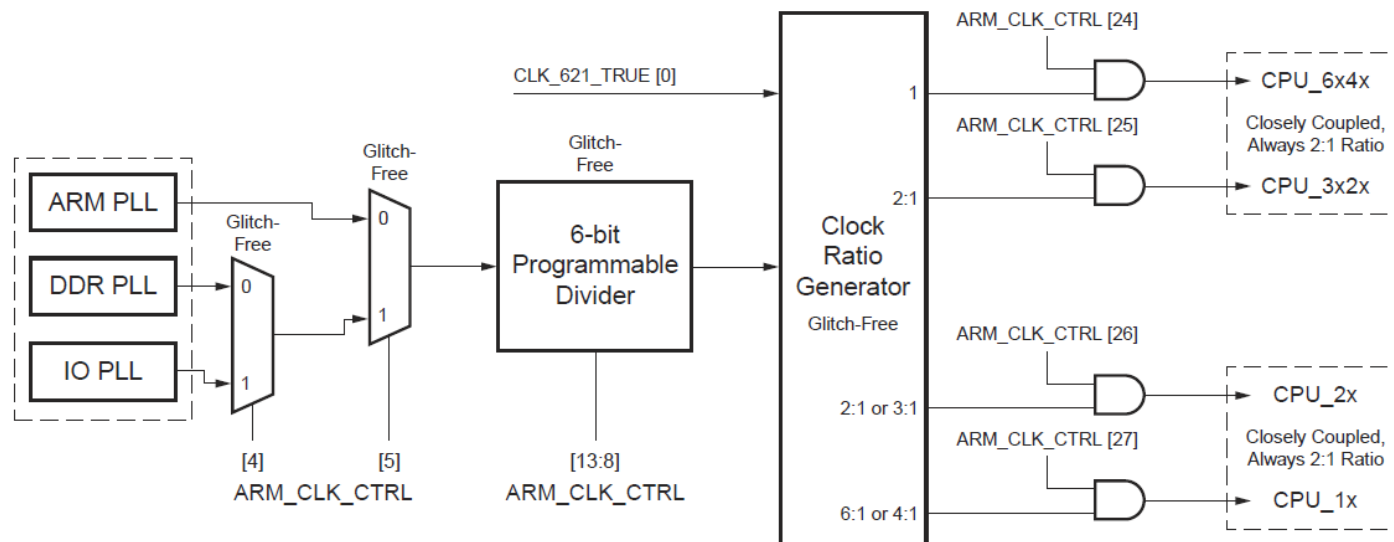 ARM PLL
DDR PLL
IO PLL
Glitch-
Free
0
1
[4]
Glitch-
Free
0
1
[5]
ARM_CLK_CTRL
CLK_621_TRUE [0]
Glitch-
Free
6-bit
Programmable
Divider
[13:8]
ARM_CLK_CTRL
Clock
Ratio
Generator
Glitch-Free
1
2:1
2:1 or 3:1
6:1 or 4:1
ARM_CLK_CTRL [24]
ARM_CLK_CTRL [25]
ARM_CLK_CTRL [26]
ARM_CLK_CTRL [27]
CPU_6x4x
Closely Coupled,
Always 2:1 Ratio
CPU_3x2x
CPU_2x
Closely Coupled,
Always 2:1 Ratio
CPU_1x